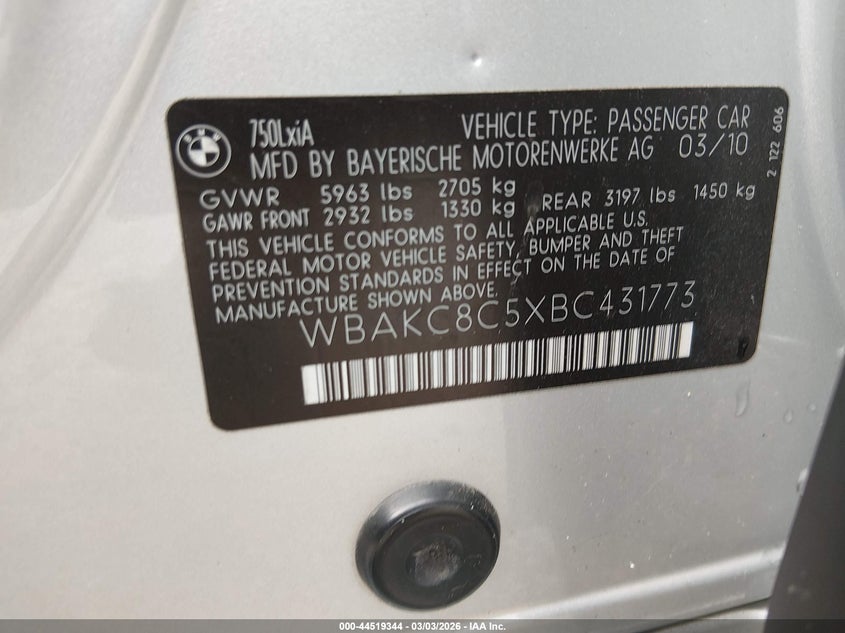 BMW
750LxiA
VEHICLE TYPE: PASSENGER CAR
MFD BY BAYERISCHE MOTORENWERKE AG 03/10
GVWR 5963 lbs 2705 kg
GAWR FRONT 2932 lbs 1330 kg REAR 3197 lbs 1450 kg
THIS VEHICLE CONFORMS TO ALL APPLICABLE U.S.
FEDERAL MOTOR VEHICLE SAFETY, BUMPER AND THEFT
PREVENTION STANDARDS IN EFFECT ON THE DATE OF
MANUFACTURE SHOWN ABOVE.
WBAKC8C5XBC431773
2 122 606
000-44519344 - 03/03/2026 - IAA Inc.